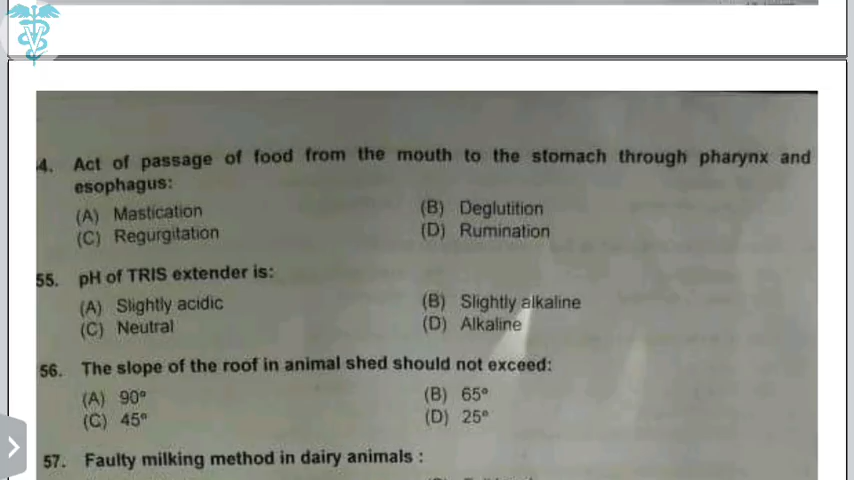 4. Act of passage of food from the mouth to the stomach through pharynx and
esophagus:
(A) Mastication (B) Deglutition
(C) Regurgitation (D) Rumination
55. pH of TRIS extender is:
(A) Slightly acidic (B) Slightly alkaline
(C) Neutral (D) Alkaline
56. The slope of the roof in animal shed should not exceed:
(A) 90° (B) 65°
(C) 45° (D) 25°
57. Faulty milking method in dairy animals :